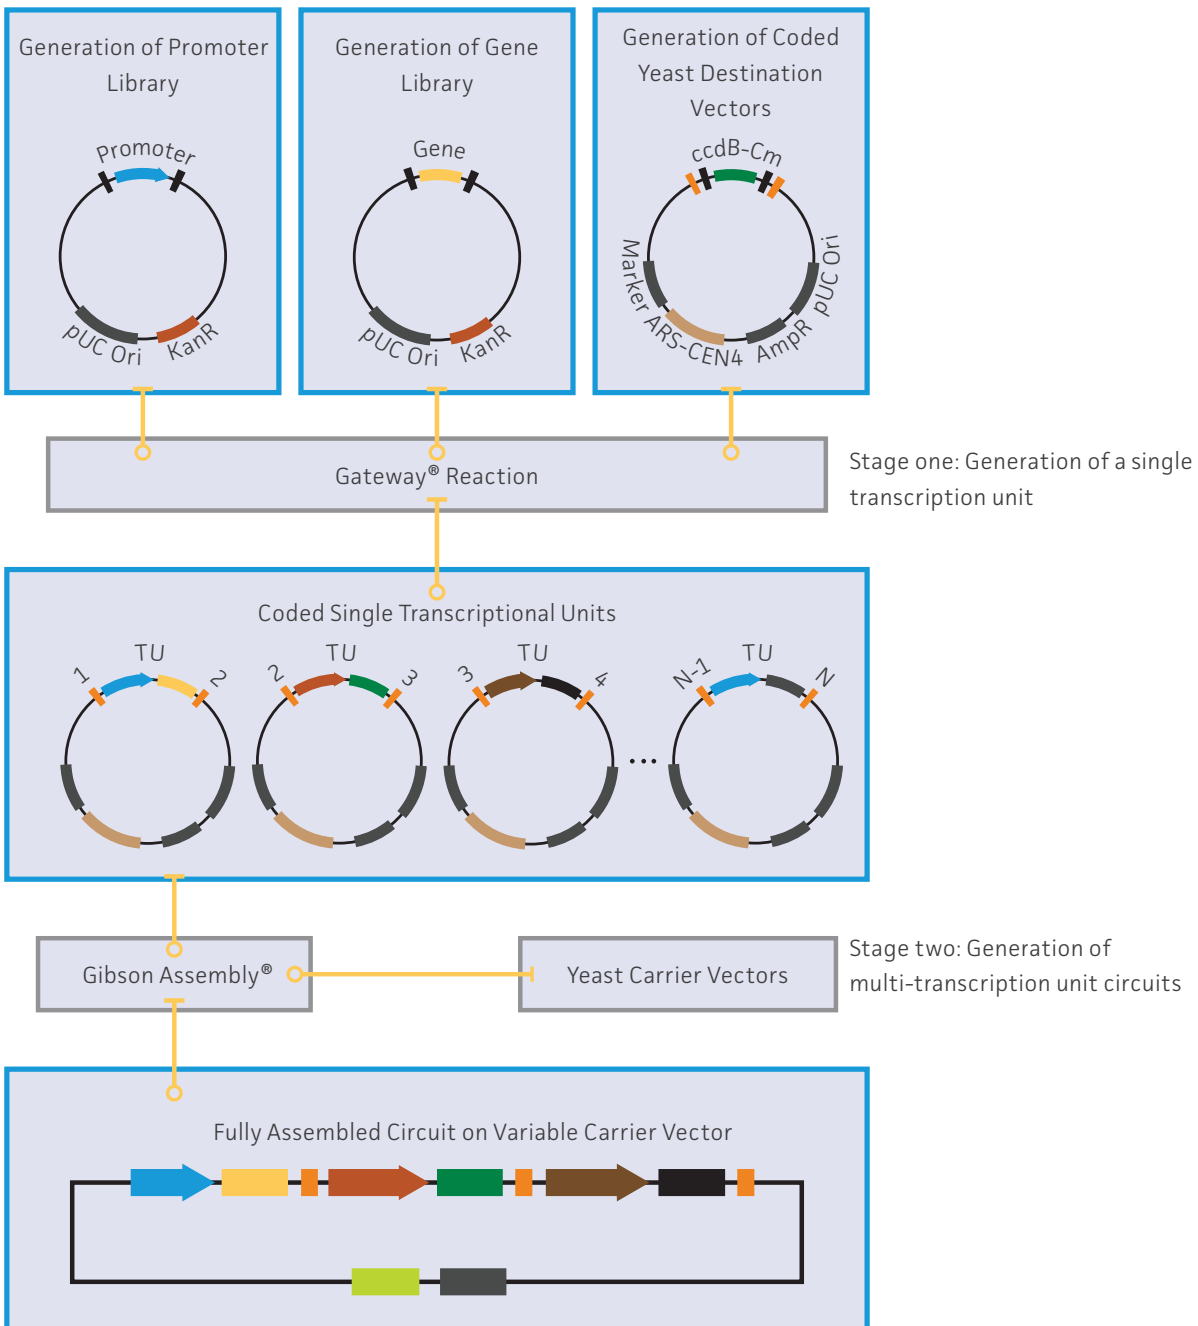 Generation of Promoter
Library
Promoter
pUC Ori
KanR
Generation of Gene
Library
Gene
pUC Ori
KanR
Generation of Coded
Yeast Destination
Vectors
ccdB-Cm
Marker
ARS-CEN4
AmpR
pUC Ori
Gateway® Reaction
Stage one: Generation of a single
transcription unit
Coded Single Transcriptional Units
1 TU 2
2 TU 3
3 TU 4
...
N-1 TU N
Gibson Assembly®
Yeast Carrier Vectors
Stage two: Generation of
multi-transcription unit circuits
Fully Assembled Circuit on Variable Carrier Vector